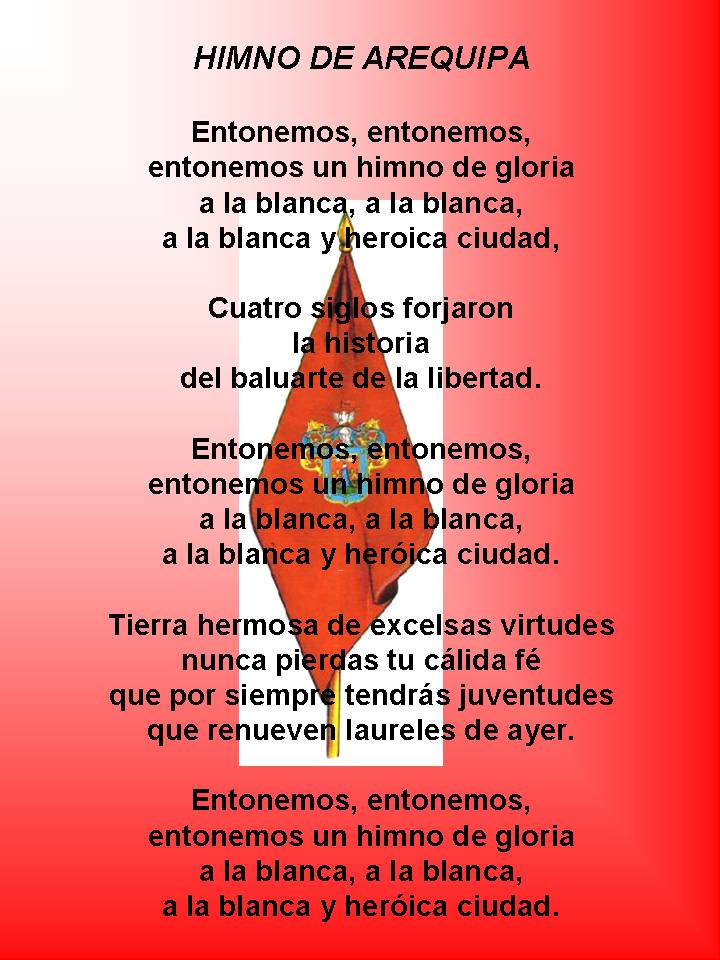 HIMNO DE AREQUIPA
Entonemos, entonemos,
entonemos un himno de gloria
a la blanca, a la blanca,
a la blanca y heroica ciudad,
Cuatro siglos forjaron
la historia
del baluarte de la libertad.
Entonemos, entonemos,
entonemos un himno de gloria
a la blanca, a la blanca,
a la blanca y heróica ciudad.
Tierra hermosa de excelsas virtudes
nunca pierdas tu cálida fé
que por siempre tendrás juventudes
que renueven laureles de ayer.
Entonemos, entonemos,
entonemos un himno de gloria
a la blanca, a la blanca,
a la blanca y heróica ciudad.